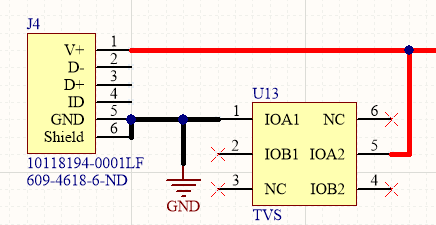 J4
V+ 1
D- 2
D+ 3
ID 4
GND 5
Shield 6
10118194-0001LF
609-4618-6-ND
GND
U13
1 IOA1 NC 6
2 IOB1 IOA2 5
3 NC IOB2 4
TVS